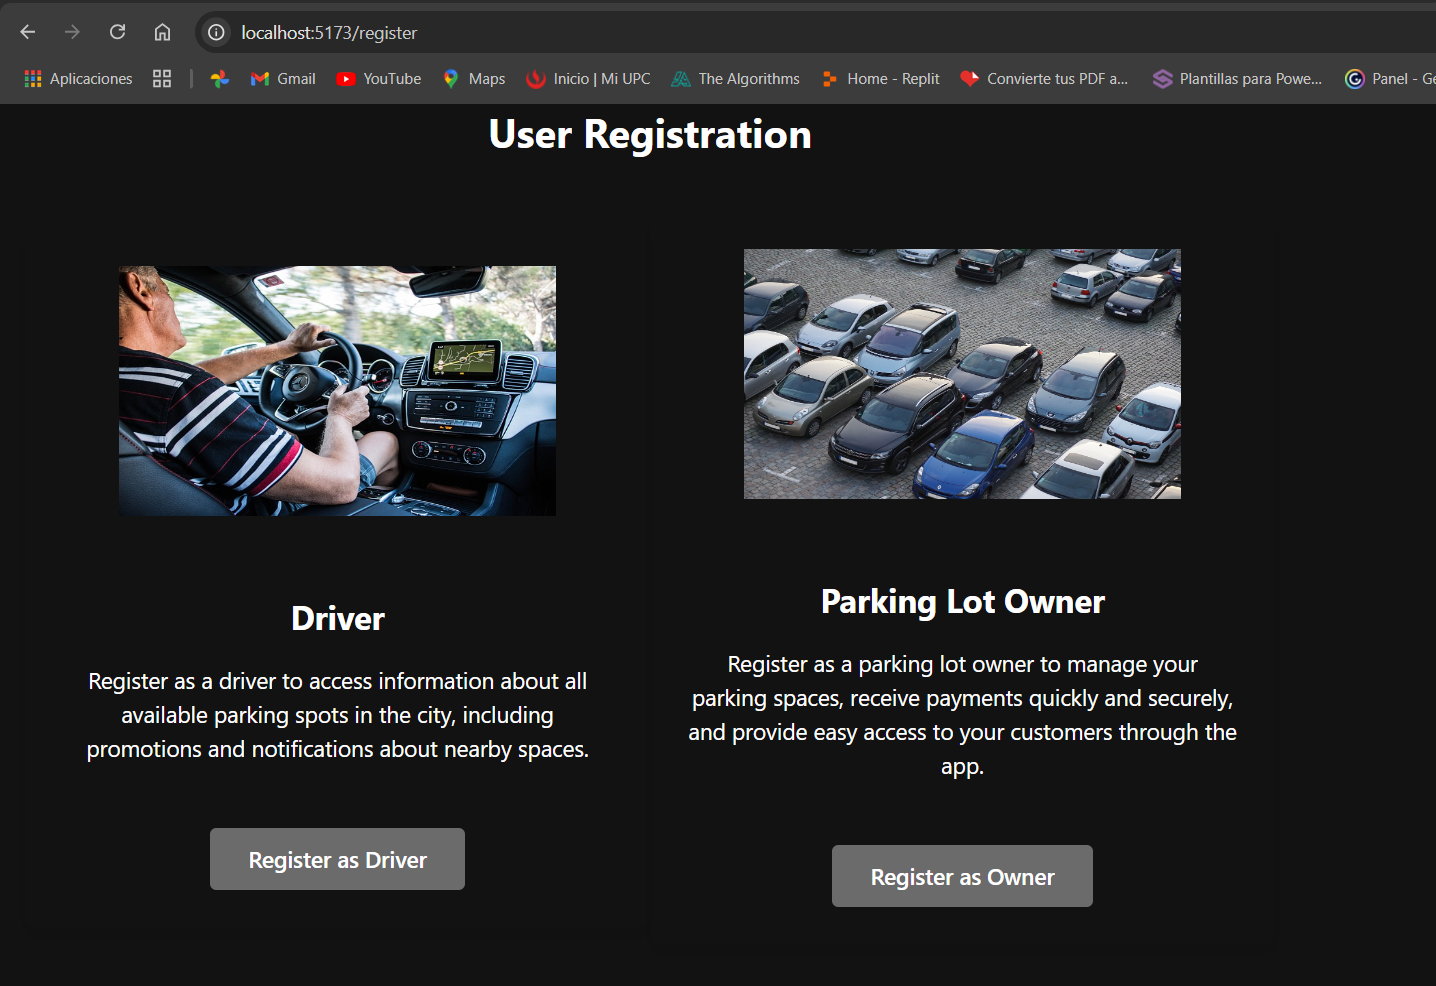 localhost:5173/register
Aplicaciones
Gmail
YouTube
Maps
Inicio | Mi UPC
The Algorithms
Home - Replit
Convierte tus PDF a...
Plantillas para Powe...
Panel - Ge
User Registration
Driver
Register as a driver to access information about all
available parking spots in the city, including
promotions and notifications about nearby spaces.
Register as Driver
Parking Lot Owner
Register as a parking lot owner to manage your
parking spaces, receive payments quickly and securely,
and provide easy access to your customers through the
app.
Register as Owner